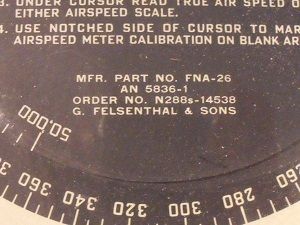 3. UNDER CURSOR READ TRUE AIR SPEED O
EITHER AIRSPEED SCALE.
4. USE NOTCHED SIDE OF CURSOR TO MAR
AIRSPEED METER CALIBRATION ON BLANK AR
MFR. PART NO. FNA-26
AN 5836-1
ORDER NO. N288s-14538
G. FELSENTHAL & SONS
50,000
360
340
320
300
280
260